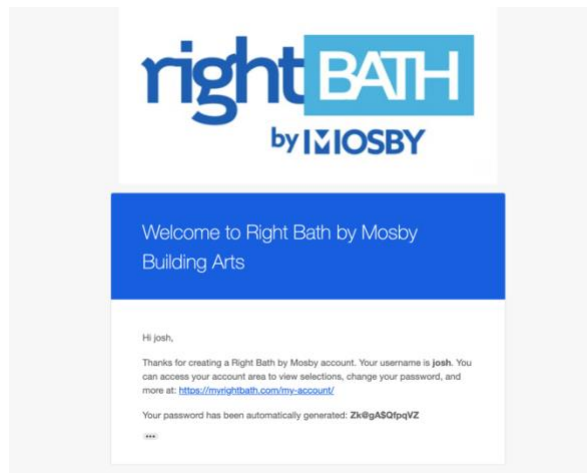 right BATH
by MOSBY
Welcome to Right Bath by Mosby
Building Arts
Hi josh,
Thanks for creating a Right Bath by Mosby account. Your username is josh. You
can access your account area to view selections, change your password, and
more at: https://myrightbath.com/my-account/
Your password has been automatically generated: Zk@gA$QfpqVZ